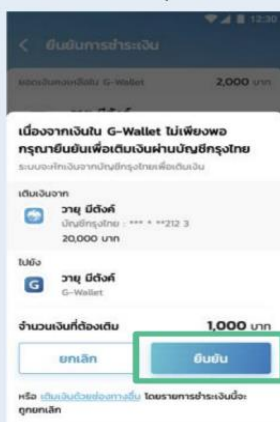 12:30
ยืนยันการชำระเงิน
ยอดเงินคงเหลือใน G-Wallet 2,000 บาท
เนื่องจากเงินใน G-Wallet ไม่เพียงพอ
กรุณายืนยันเพื่อเติมเงินผ่านบัญชีกรุงไทย
ระบบจะหักเงินจากบัญชีกรุงไทยเพื่อเติมเงิน
เติมเงินจาก
วายุ มีตังค์
บัญชีกรุงไทย : *** * **212 3
20,000 บาท
ไปยัง
G
วายุ มีตังค์
G-Wallet
จำนวนเงินที่ต้องเติม 1,000 บาท
ยกเลิก ยืนยัน
หรือ เติมเงินด้วยช่องทางอื่น โดยรายการชำระเงินนี้จะ
ถูกยกเลิก